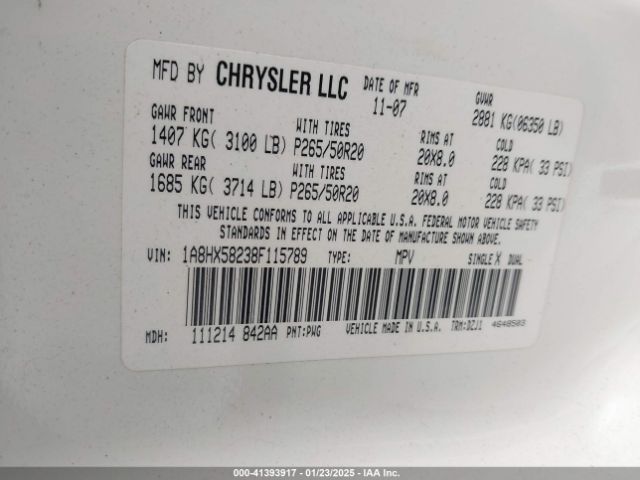 MFD BY CHRYSLER LLC DATE OF MFR 11-07 GVWR 2881 KG(06350 LB)
GAWR FRONT WITH TIRES RIMS AT COLD
1407 KG( 3100 LB) P265/50R20 20X8.0 228 KPA( 33 PSI)
GAWR REAR WITH TIRES RIMS AT COLD
1685 KG( 3714 LB) P265/50R20 20X8.0 228 KPA( 33 PSI)
THIS VEHICLE CONFORMS TO ALL APPLICABLE U.S.A. FEDERAL MOTOR VEHICLE SAFETY
STANDARDS IN EFFECT ON THE DATE OF MANUFACTURE SHOWN ABOVE.
VIN: 1A8HX58238F115789 TYPE: MPV SINGLE X DUAL
MDH: 111214 842AA PNT:PWG VEHICLE MADE IN U.S.A. TRM:DZJ1 4648503
000-41393917 - 01/23/2025 - IAA Inc.